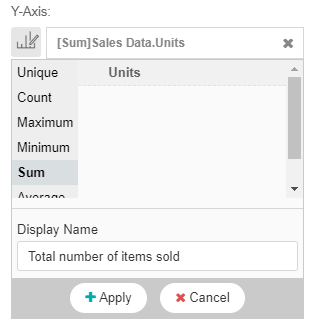 Y-Axis:
[Sum]Sales Data.Units
Unique
Units
Count
Maximum
Minimum
Sum
Average
Display Name
Total number of items sold
Apply
Cancel